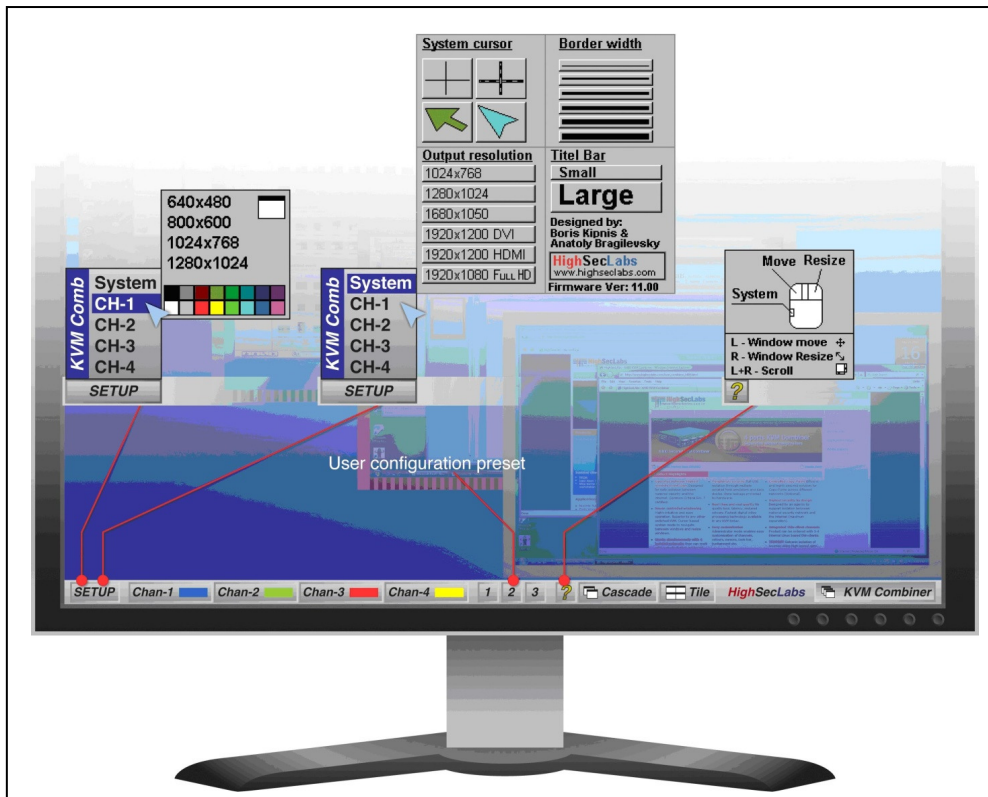 System cursor
Border width
Output resolution
1024x768
1280x1024
1680x1050
1920x1200 DVI
1920x1200 HDMI
1920x1080 FULL HD
Titel Bar
Small
Large
Designed by:
Boris Kipnis &
Anatoly Bragilevsky
HighSecLabs
www.highseclabs.com
Firmware Ver: 11.00
640x480
800x600
1024x768
1280x1024
KVM Comb
System
CH-1
CH-2
CH-3
CH-4
SETUP
KVM Comb
System
CH-1
CH-2
CH-3
CH-4
SETUP
Move Resize
System
L - Window move
R - Window Resize
L+R - Scroll
?
User configuration preset
HighSecLabs
SETUP Chan-1 Chan-2 Chan-3 Chan-4 1 2 3 ? Cascade Tile HighSecLabs KVM Combiner